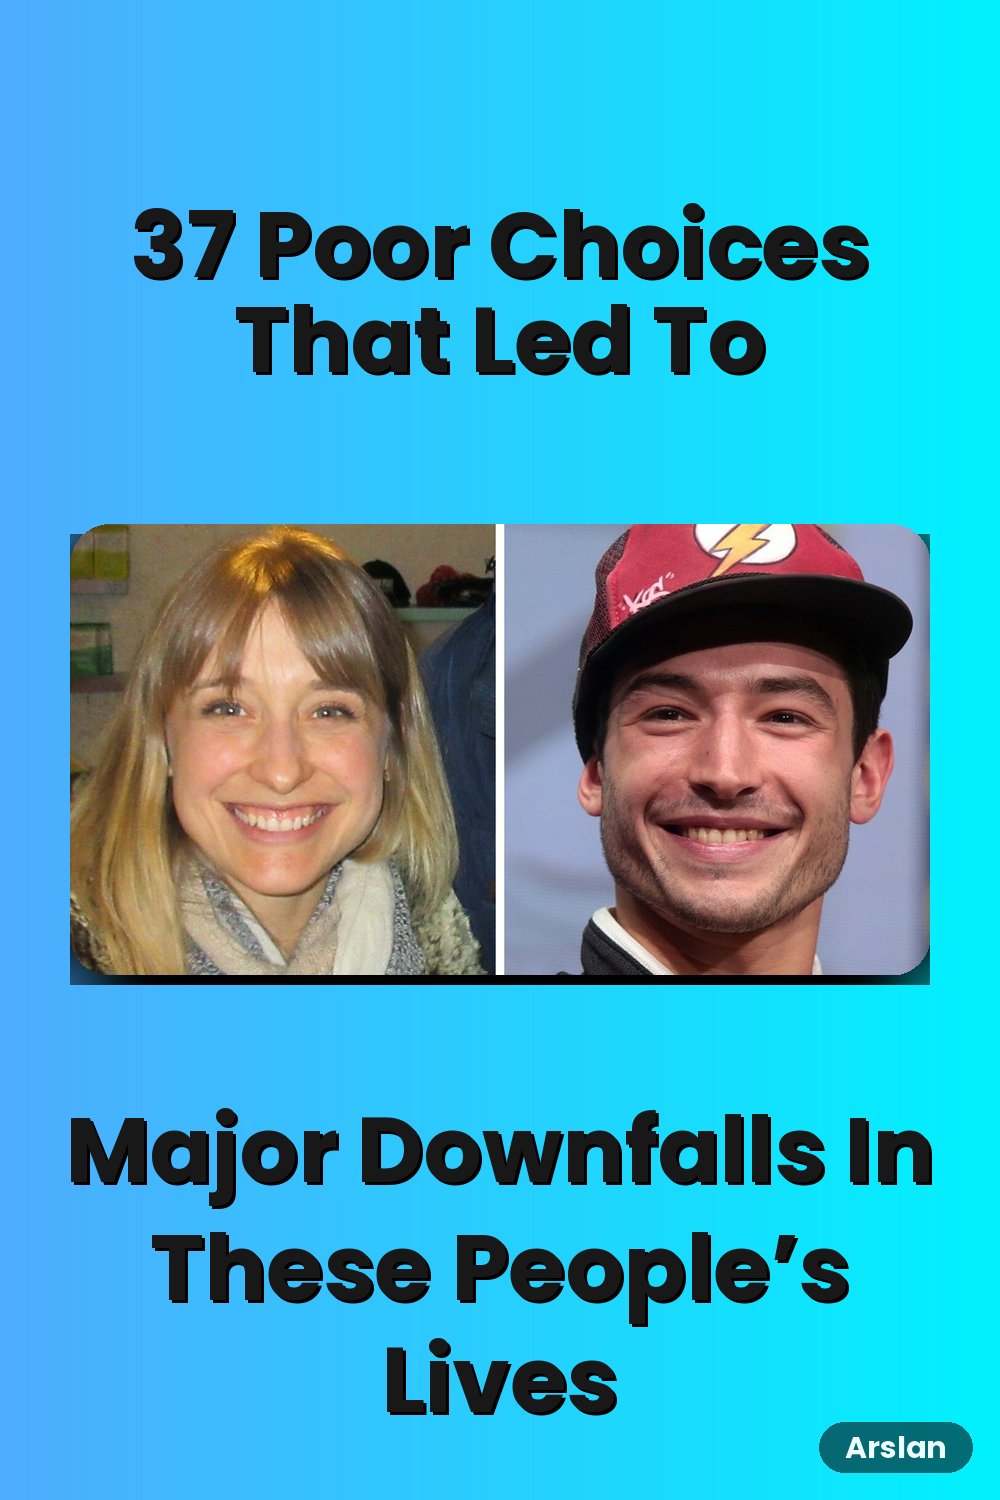 37 Poor Choices
That Led To
Major Downfalls In
These People’s
Lives
Arslan